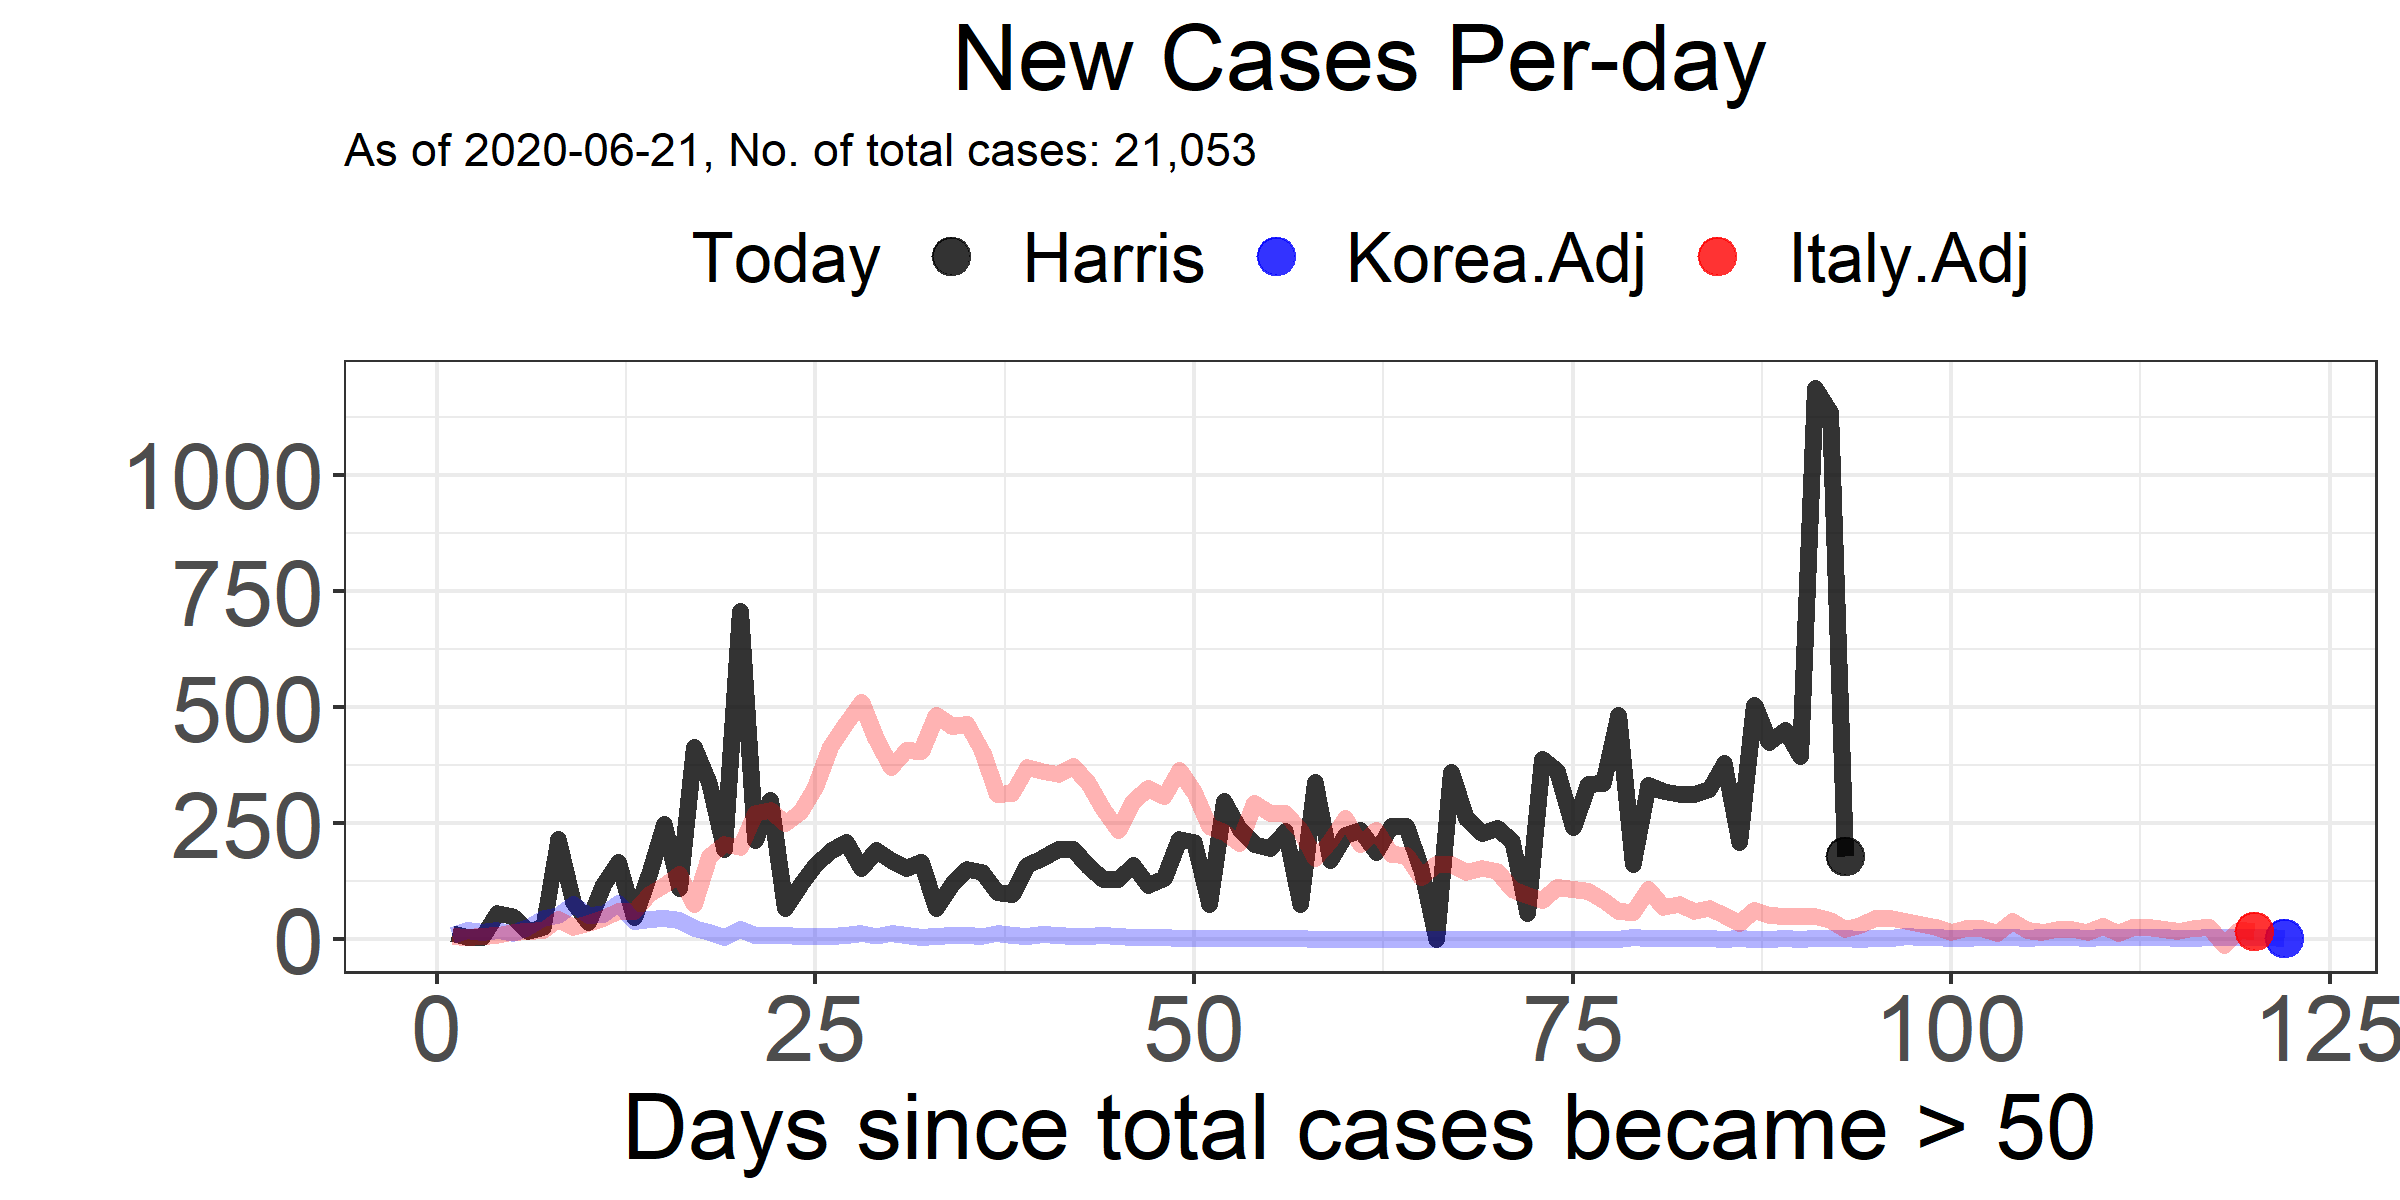 New Cases Per-day
As of 2020-06-21, No. of total cases: 21,053
Today Harris Korea.Adj Italy.Adj
1000
750
500
250
0
0 25 50 75 100 125
Days since total cases became > 50